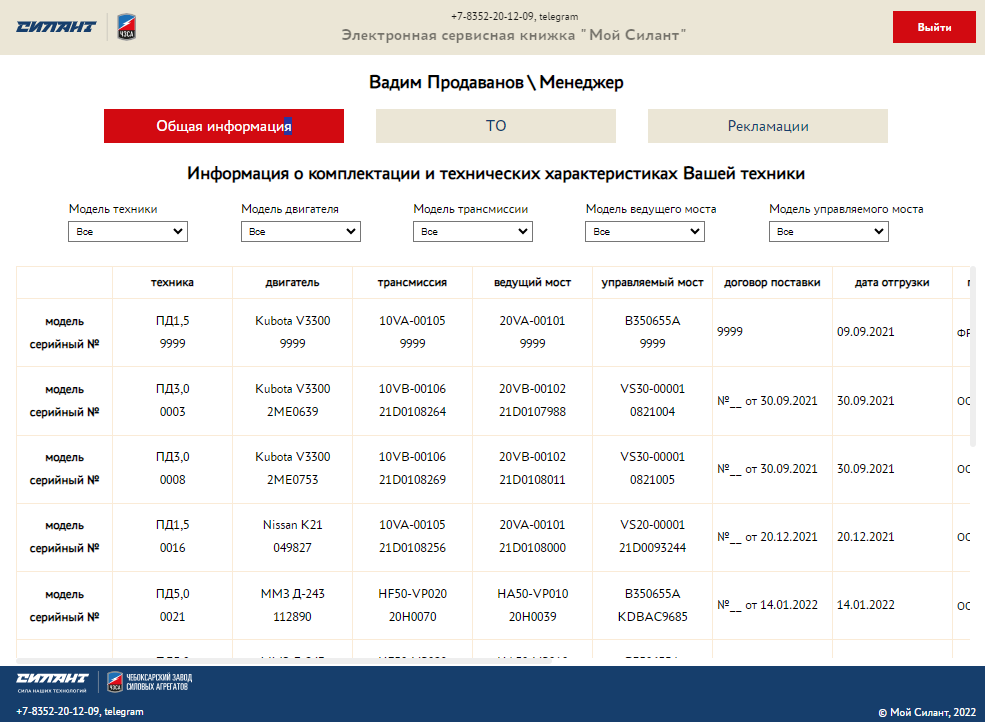 СИЛАНТ ЧЗСА
+7-8352-20-12-09, telegram
Электронная сервисная книжка "Мой Силант"
Выйти
Вадим Продаванов \ Менеджер
Общая информация ТО Рекламации
Информация о комплектации и технических характеристиках Вашей техники
Модель техники Модель двигателя Модель трансмиссии Модель ведущего моста Модель управляемого моста
Все Все Все Все Все
техника двигатель трансмиссия ведущий мост управляемый мост договор поставки дата отгрузки
модель ПД1,5 Kubota V3300 10VA-00105 20VA-00101 B350655A
серийный № 9999 9999 9999 9999 9999 9999 09.09.2021
модель ПД3,0 Kubota V3300 10VB-00106 20VB-00102 VS30-00001
серийный № 0003 2ME0639 21D0108264 21D0107988 0821004 №__ от 30.09.2021 30.09.2021
модель ПД3,0 Kubota V3300 10VB-00106 20VB-00102 VS30-00001
серийный № 0008 2ME0753 21D0108269 21D0108011 0821005 №__ от 30.09.2021 30.09.2021
модель ПД1,5 Nissan K21 10VA-00105 20VA-00101 VS20-00001
серийный № 0016 049827 21D0108256 21D0108000 21D0093244 №__ от 20.12.2021 20.12.2021
модель ПД5,0 ММЗ Д-243 HF50-VP020 HA50-VP010 B350655A
серийный № 0021 112890 20H0070 20H0039 KDBAC9685 №__ от 14.01.2022 14.01.2022
СИЛАНТ
СИЛА НАШИХ ТЕХНОЛОГИЙ
ЧЗСА
ЧЕБОКСАРСКИЙ ЗАВОД
СИЛОВЫХ АГРЕГАТОВ
+7-8352-20-12-09, telegram
© Мой Силант, 2022